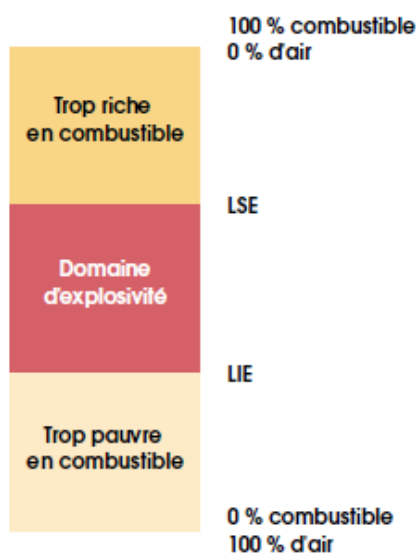 100 % combustible
0 % d'air
Trop riche
en combustible
LSE
Domaine
d'explosivité
LIE
Trop pauvre
en combustible
0 % combustible
100 % d'air